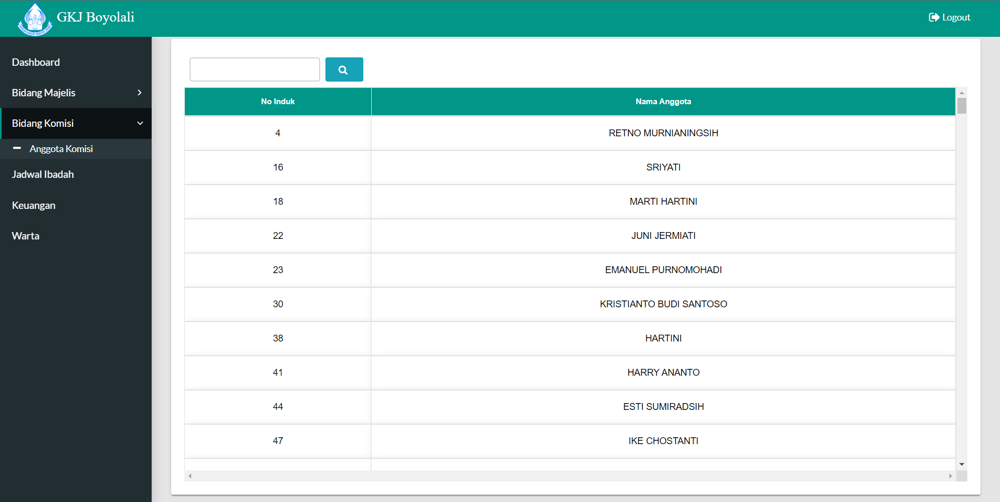 GKJ Boyolali
Logout
Dashboard
Bidang Majelis
Bidang Komisi
Anggota Komisi
Jadwal Ibadah
Keuangan
Warta
No Induk Nama Anggota
4 RETNO MURNIANINGSIH
16 SRIYATI
18 MARTI HARTINI
22 JUNI JERMIATI
23 EMANUEL PURNOMOHADI
30 KRISTIANTO BUDI SANTOSO
38 HARTINI
41 HARRY ANANTO
44 ESTI SUMIRADSIH
47 IKE CHOSTANTI